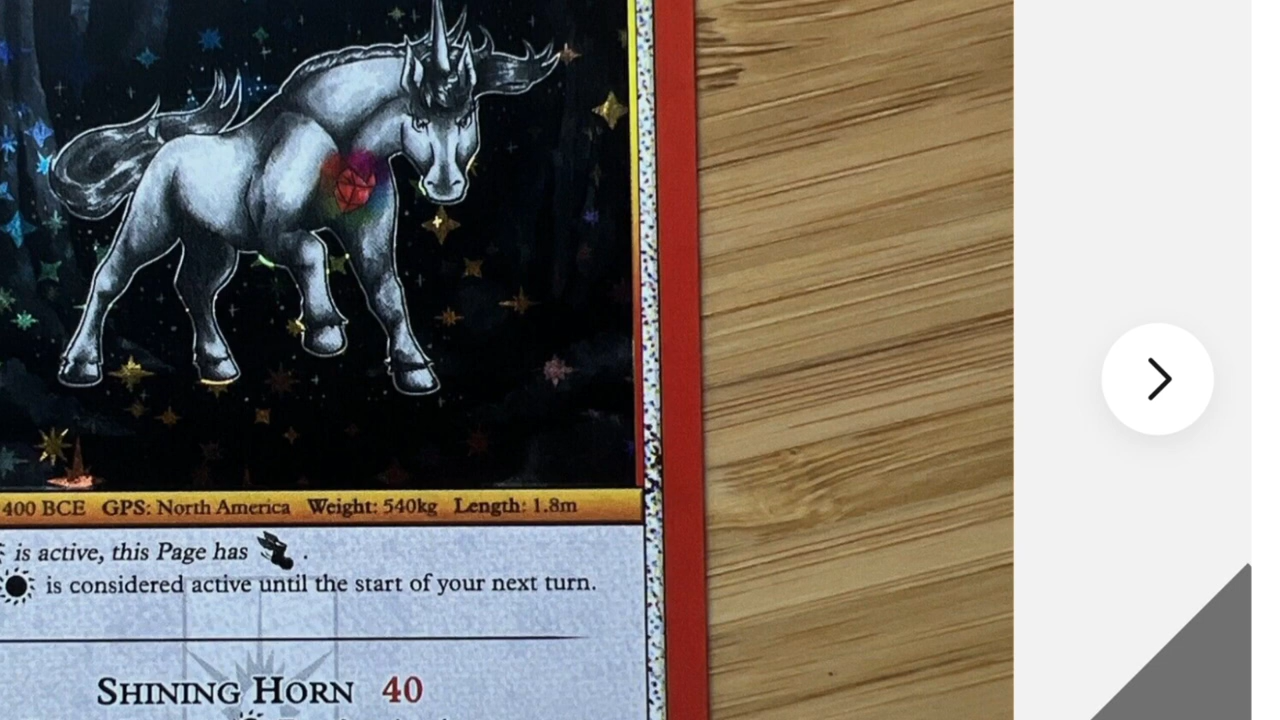 400 BCE GPS: North America Weight: 540kg Length: 1.8m
is active, this Page has .
is considered active until the start of your next turn.
SHINING HORN 40